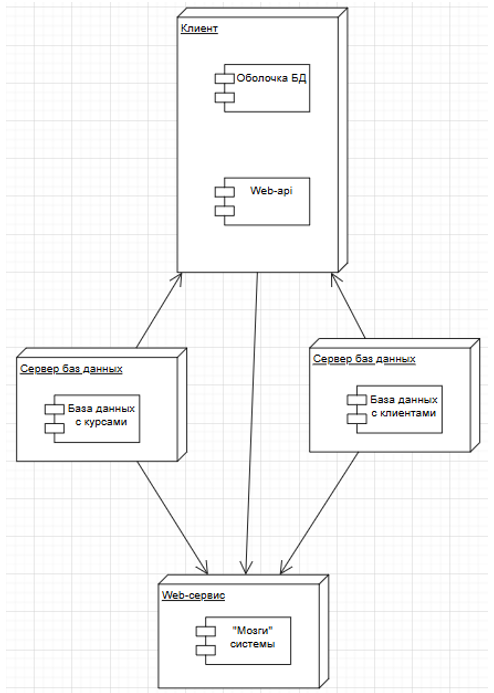 Клиент
Оболочка БД
Web-api
Сервер баз данных
База данных
с курсами
Сервер баз данных
База данных
с клиентами
Web-сервис
"Мозги"
системы